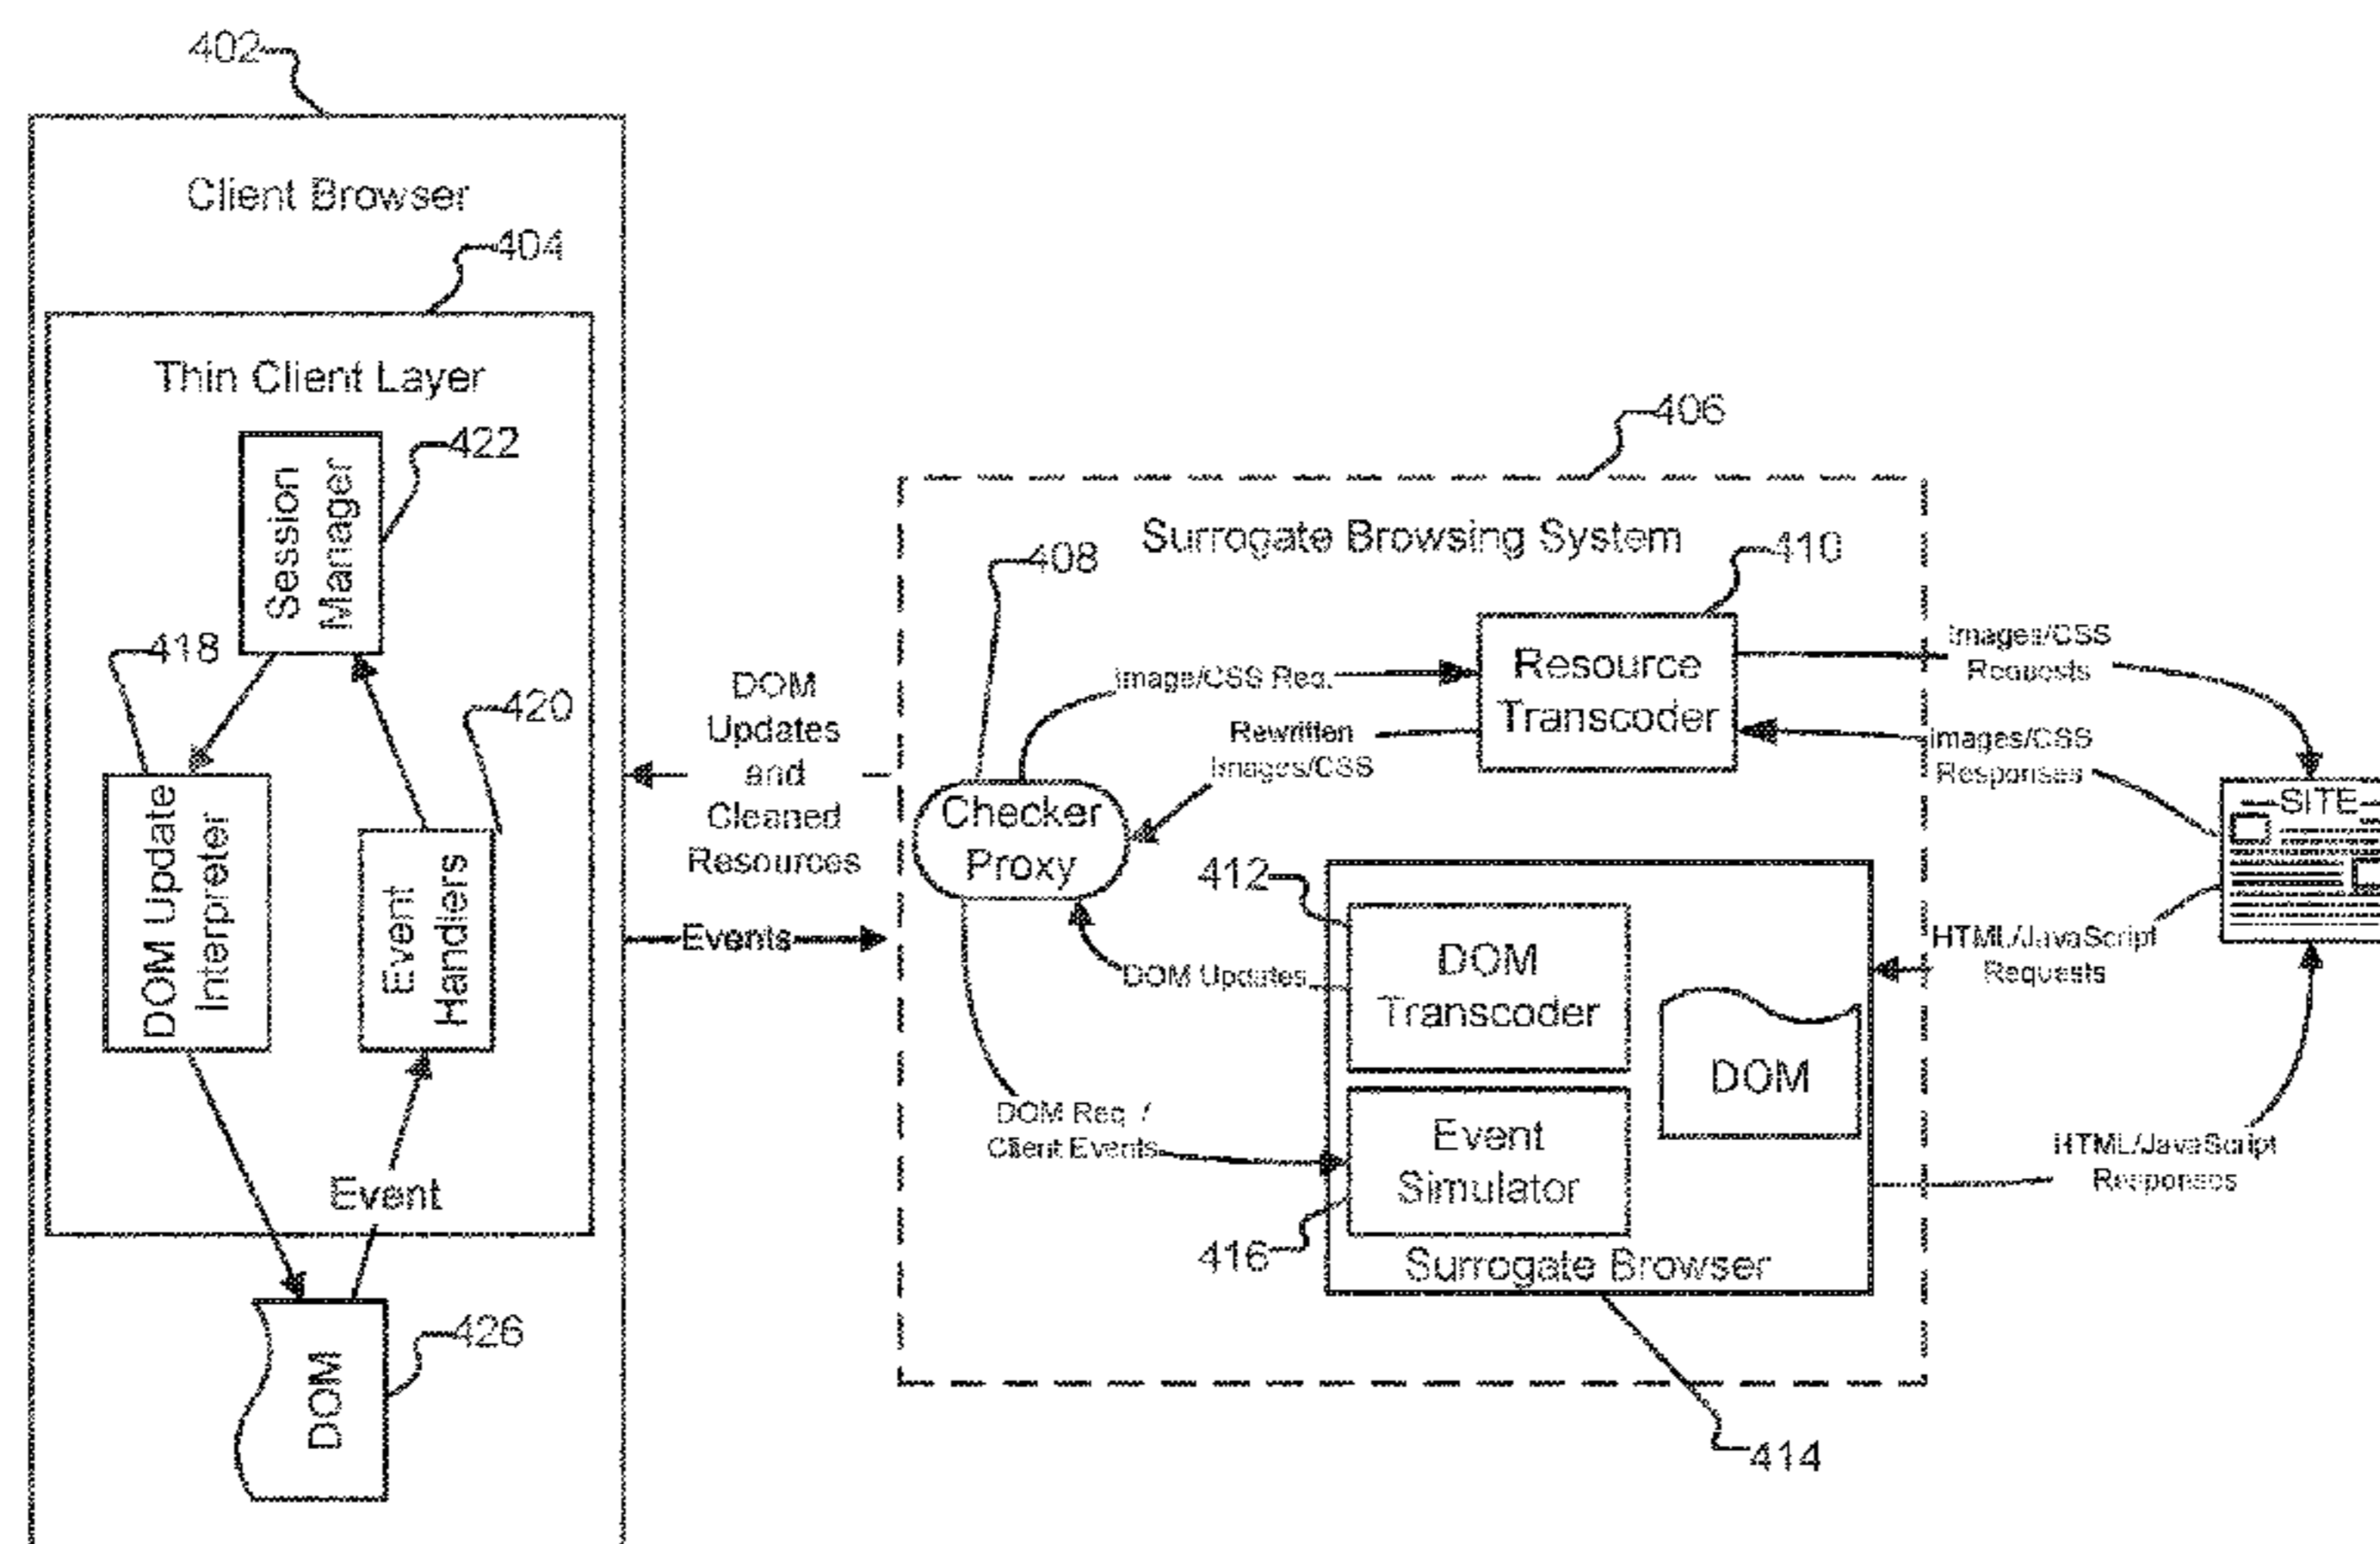 402
Client Browser
404
Thin Client Layer
422
Session
Manager
418
420
DOM Update
Interpreter
Event
Handlers
Event
DOM
426
DOM
Updates
and
Cleaned
Resources
Events
406
Surrogate Browsing System
408
410
Image/CSS Req.
Rewritten
Images/CSS
Resource
Transcoder
Checker
Proxy
412
DOM Updates
DOM
Transcoder
DOM
DOM Req. /
Client Events
Event
Simulator
416
Surrogate Browser
414
Images/CSS
Requests
Images/CSS
Responses
SITE
HTML/JavaScript
Requests
HTML/JavaScript
Responses